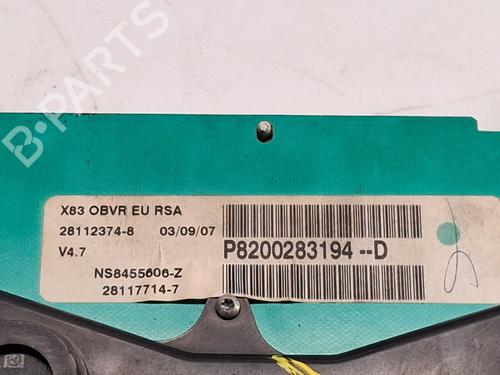 B-PARTS
X83 OBVR EU RSA
28112374-8 03/09/07
V4.7
P8200283194--D
NS8455606-Z
28117714-7